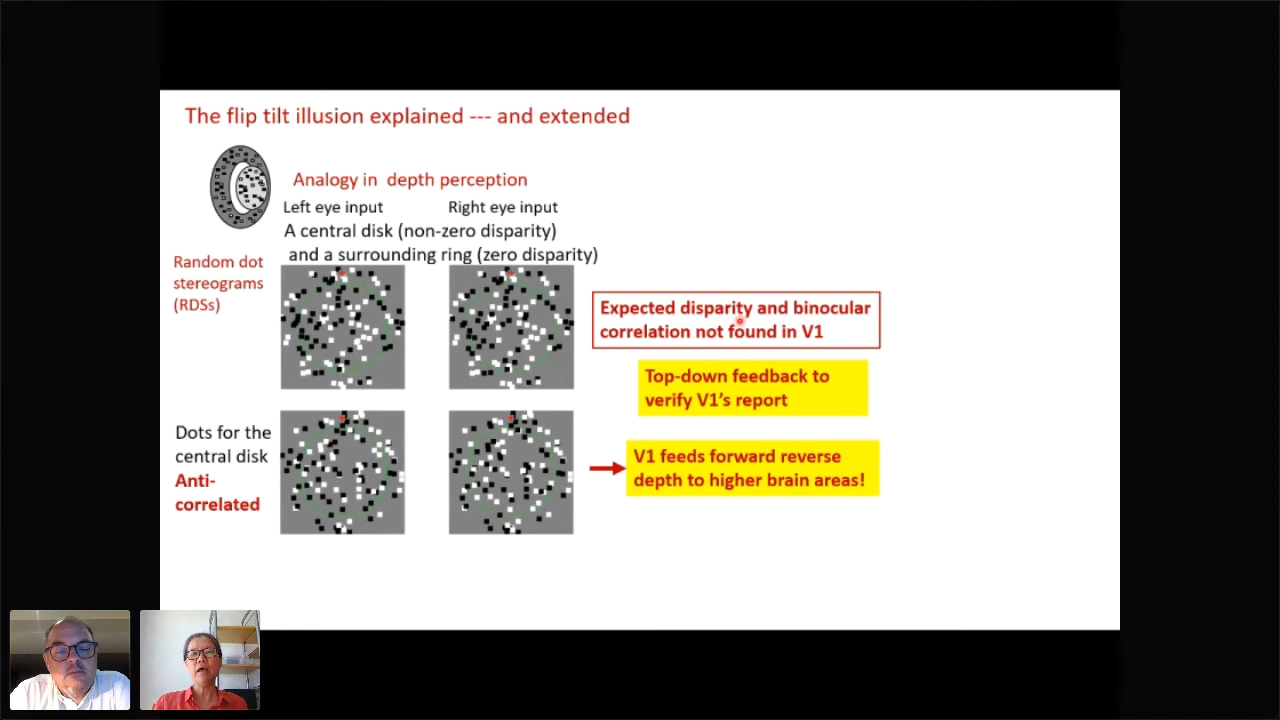 The flip tilt illusion explained --- and extended
Analogy in depth perception
Left eye input
Right eye input
A central disk (non-zero disparity)
and a surrounding ring (zero disparity)
Random dot
stereograms
(RDSs)
Expected disparity and binocular
correlation not found in V1
Top-down feedback to
verify V1's report
Dots for the
central disk
Anti-
correlated
V1 feeds forward reverse
depth to higher brain areas!